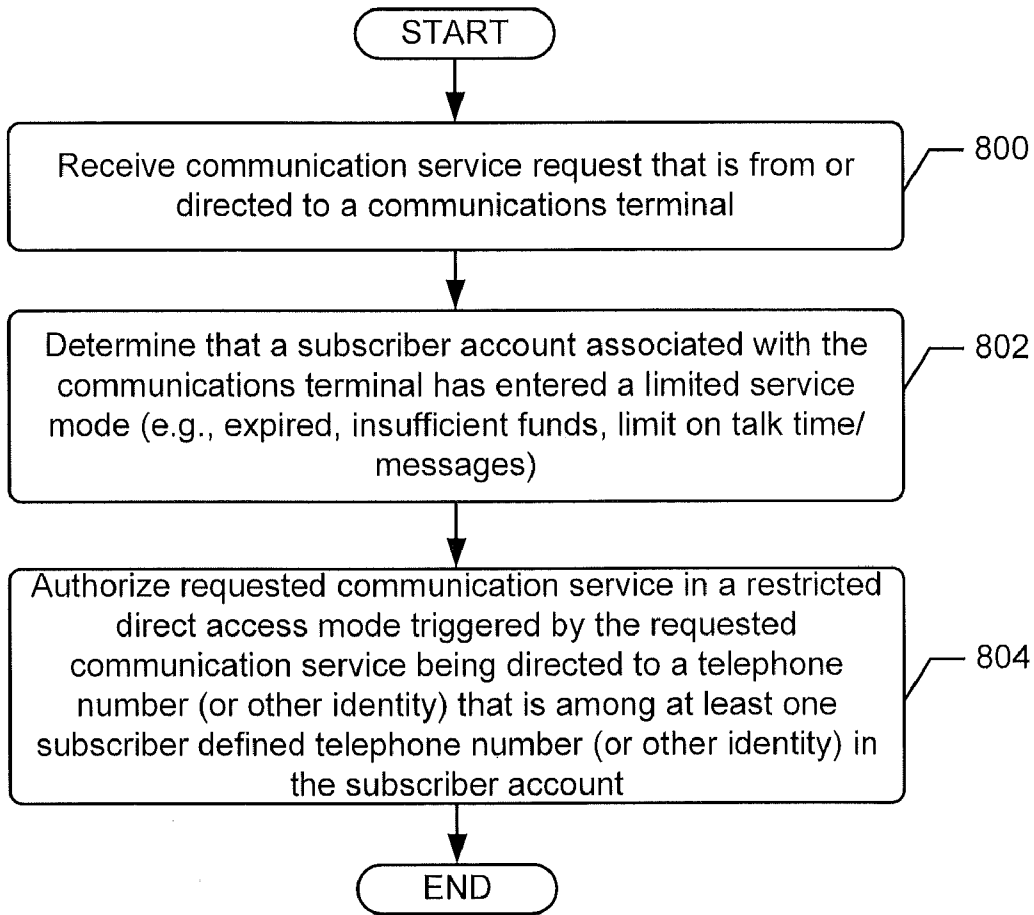 START
Receive communication service request that is from or
directed to a communications terminal
800
Determine that a subscriber account associated with the
communications terminal has entered a limited service
mode (e.g., expired, insufficient funds, limit on talk time/
messages)
802
Authorize requested communication service in a restricted
direct access mode triggered by the requested
communication service being directed to a telephone
number (or other identity) that is among at least one
subscriber defined telephone number (or other identity) in
the subscriber account
804
END